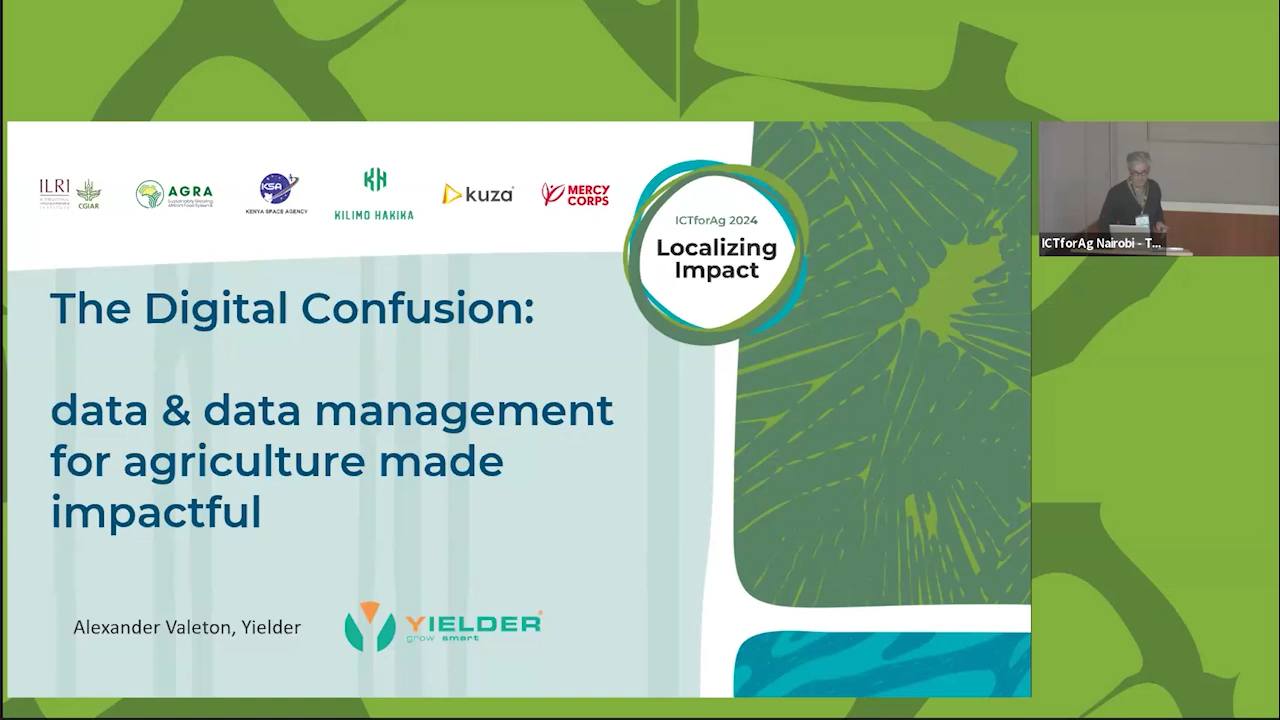 ILRI
CGIAR
AGRA
KSA
KENYA SPACE AGENCY
KH
KILIMO HAKIKA
kuza
MERCY
CORPS
ICTforAg 2024
Localizing
Impact
The Digital Confusion:
data & data management
for agriculture made
impactful
Alexander Valeton, Yielder
YIELDER
grow smart
ICTforAg Nairobi - T...